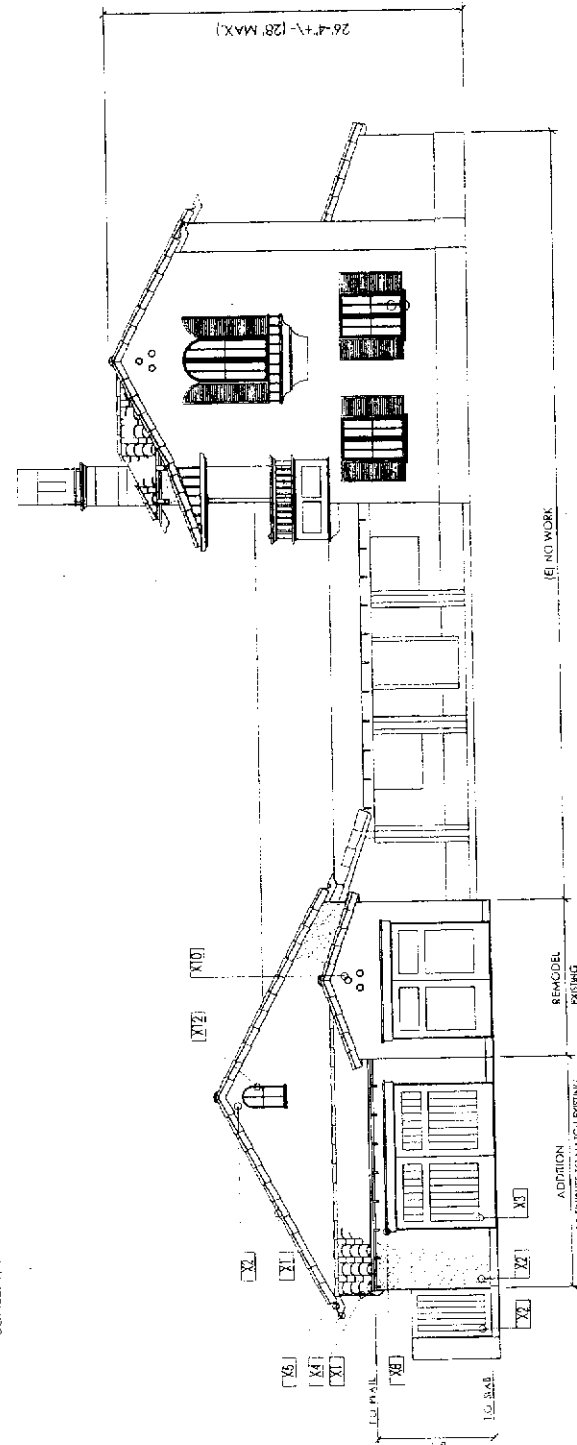 26'-4"+/- (28' MAX.)
X10
X12
X2
X1
X5
X4
X1
X8
T.O. SLAB
X2
X2
X3
ADDITION
REMODEL
EXISTING
(E) NO WORK